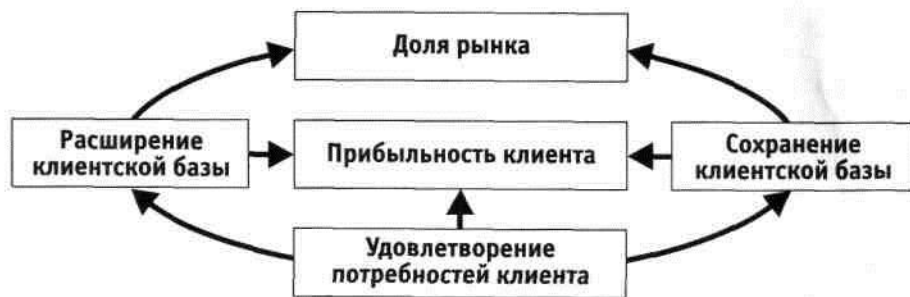 Доля рынка
Расширение
клиентской базы
Прибыльность клиента
Сохранение
клиентской базы
Удовлетворение
потребностей клиента